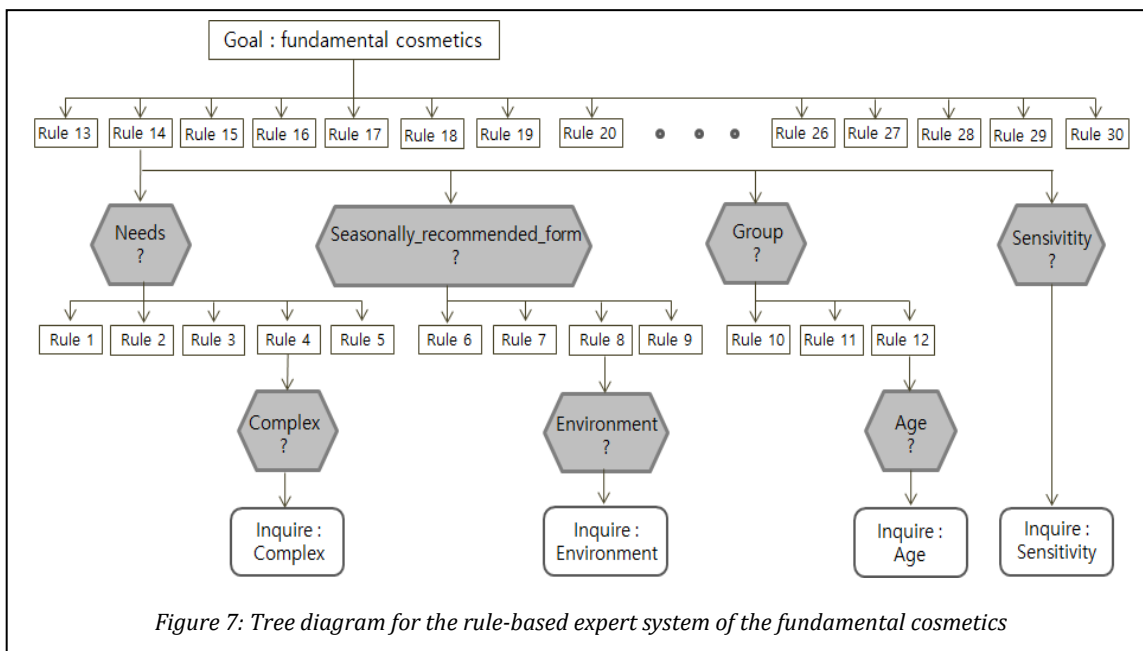 Goal : fundamental cosmetics
Rule 13 Rule 14 Rule 15 Rule 16 Rule 17 Rule 18 Rule 19 Rule 20 Rule 26 Rule 27 Rule 28 Rule 29 Rule 30
Needs
?
Seasonally_recommended_form
?
Group
?
Sensivitity
?
Rule 1 Rule 2 Rule 3 Rule 4 Rule 5 Rule 6 Rule 7 Rule 8 Rule 9 Rule 10 Rule 11 Rule 12
Complex
?
Environment
?
Age
?
Inquire :
Complex
Inquire :
Environment
Inquire :
Age
Inquire :
Sensitivity
Figure 7: Tree diagram for the rule-based expert system of the fundamental cosmetics